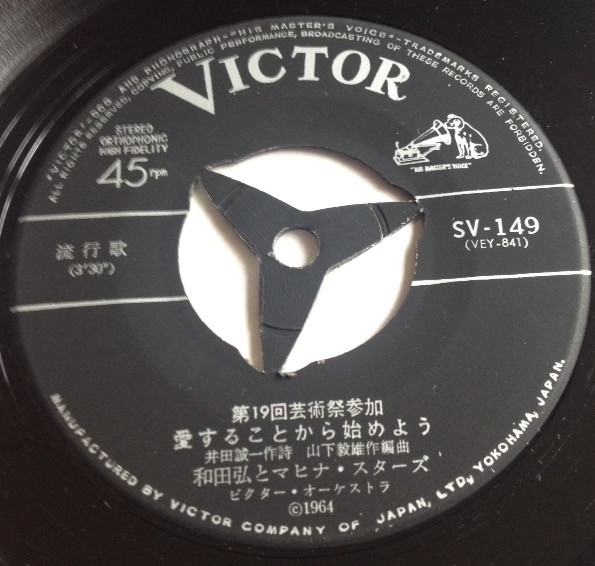 "VICTOR," "HIS MASTER'S VOICE" TRADEMARKS REGISTERED.
ALL RIGHTS RESERVED, COPYING, PUBLIC PERFORMANCE, BROADCASTING OF THESE RECORDS ARE FORBIDDEN.
VICTOR
STEREO
ORTHOPHONIC
HIGH FIDELITY
45 rpm
"HIS MASTER'S VOICE"
SV-149
(VEY-841)
流行歌
(3'30")
第19回芸術祭参加
愛することから始めよう
井田誠一作詩 山下毅雄作編曲
和田弘とマヒナ・スターズ
ビクター・オーケストラ
©1964
MANUFACTURED BY VICTOR COMPANY OF JAPAN, LTD, YOKOHAMA, JAPAN.